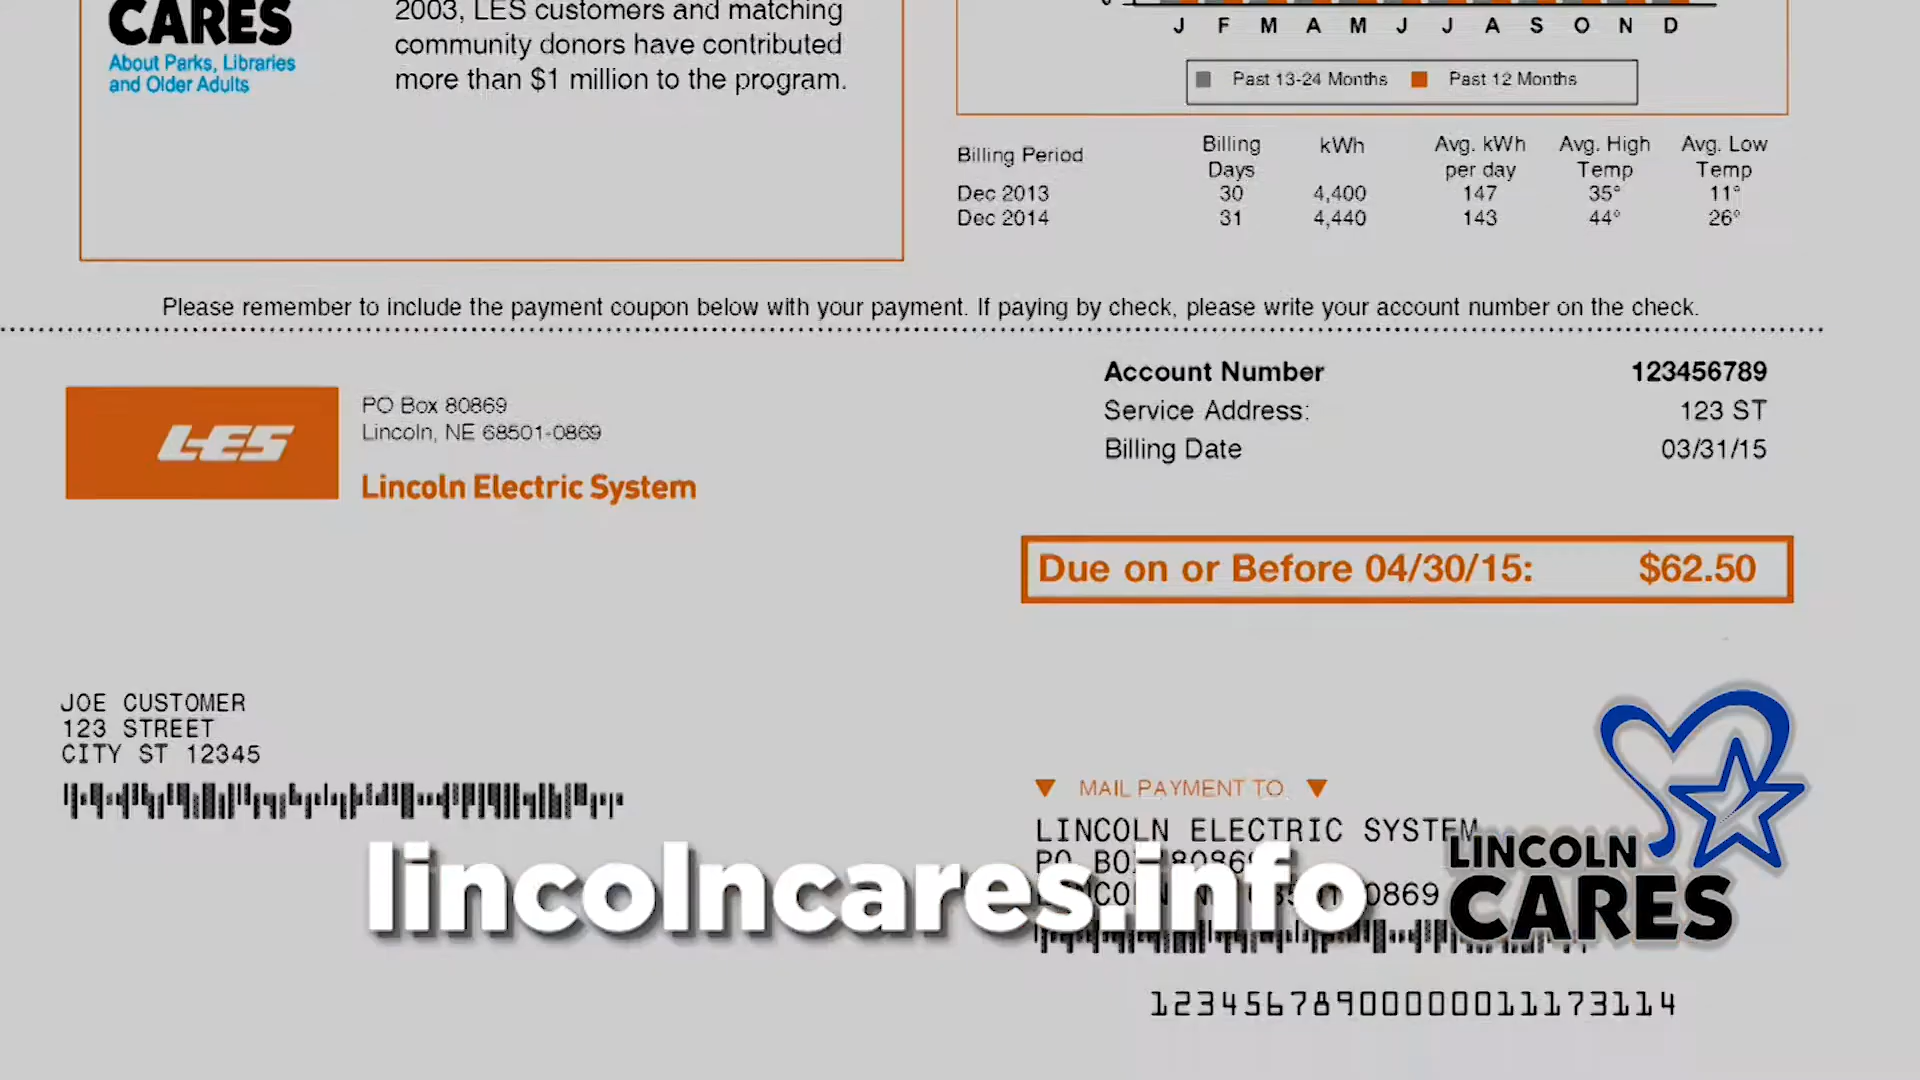 CARES
About Parks, Libraries
and Older Adults
2003, LES customers and matching
community donors have contributed
more than $1 million to the program.
J F M A M J J A S O N D
Past 13-24 Months Past 12 Months
Billing Period Billing Days kWh Avg. kWh per day Avg. High Temp Avg. Low Temp
Dec 2013 30 4,400 147 35° 11°
Dec 2014 31 4,440 143 44° 26°
Please remember to include the payment coupon below with your payment. If paying by check, please write your account number on the check.
LES
PO Box 80869
Lincoln, NE 68501-0869
Lincoln Electric System
Account Number 123456789
Service Address: 123 ST
Billing Date 03/31/15
Due on or Before 04/30/15: $62.50
JOE CUSTOMER
123 STREET
CITY ST 12345
MAIL PAYMENT TO
LINCOLN ELECTRIC SYSTEM
PO BOX 80869
0869
lincolncares.info
LINCOLN
CARES
12345678900000011173114